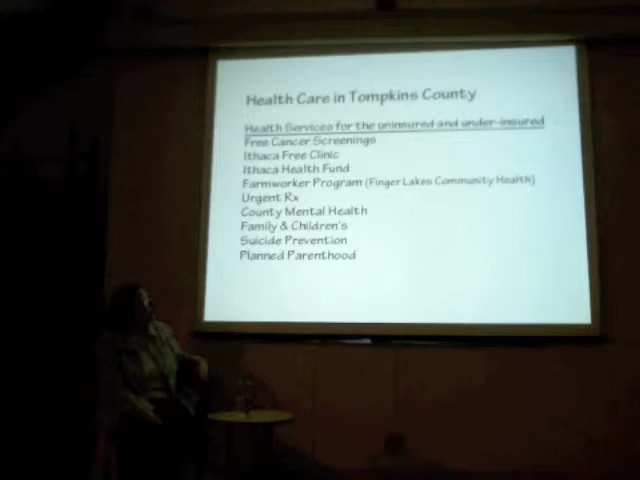 Health Care in Tompkins County
Health Services for the uninsured and under-insured
Free Cancer Screenings
Ithaca Free Clinic
Ithaca Health Fund
Farmworker Program (Finger Lakes Community Health)
Urgent Rx
County Mental Health
Family & Children's
Suicide Prevention
Planned Parenthood